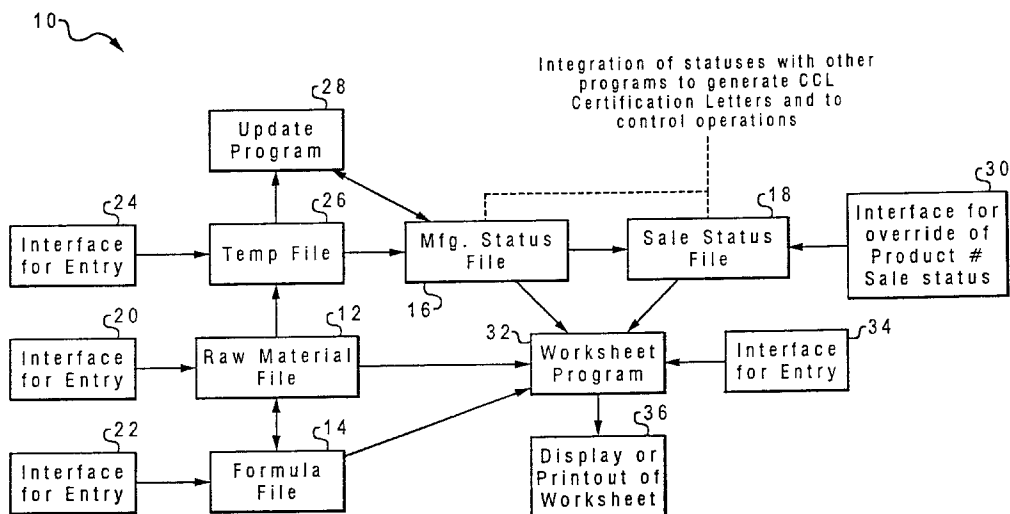 10
Integration of statuses with other
programs to generate CCL
Certification Letters and to
control operations
28
Update
Program
24
Interface
for Entry
26
Temp File
Mfg. Status
File
16
18
Sale Status
File
30
Interface for
override of
Product #
Sale status
20
Interface
for Entry
12
Raw Material
File
32
Worksheet
Program
34
Interface
for Entry
22
Interface
for Entry
14
Formula
File
36
Display or
Printout of
Worksheet